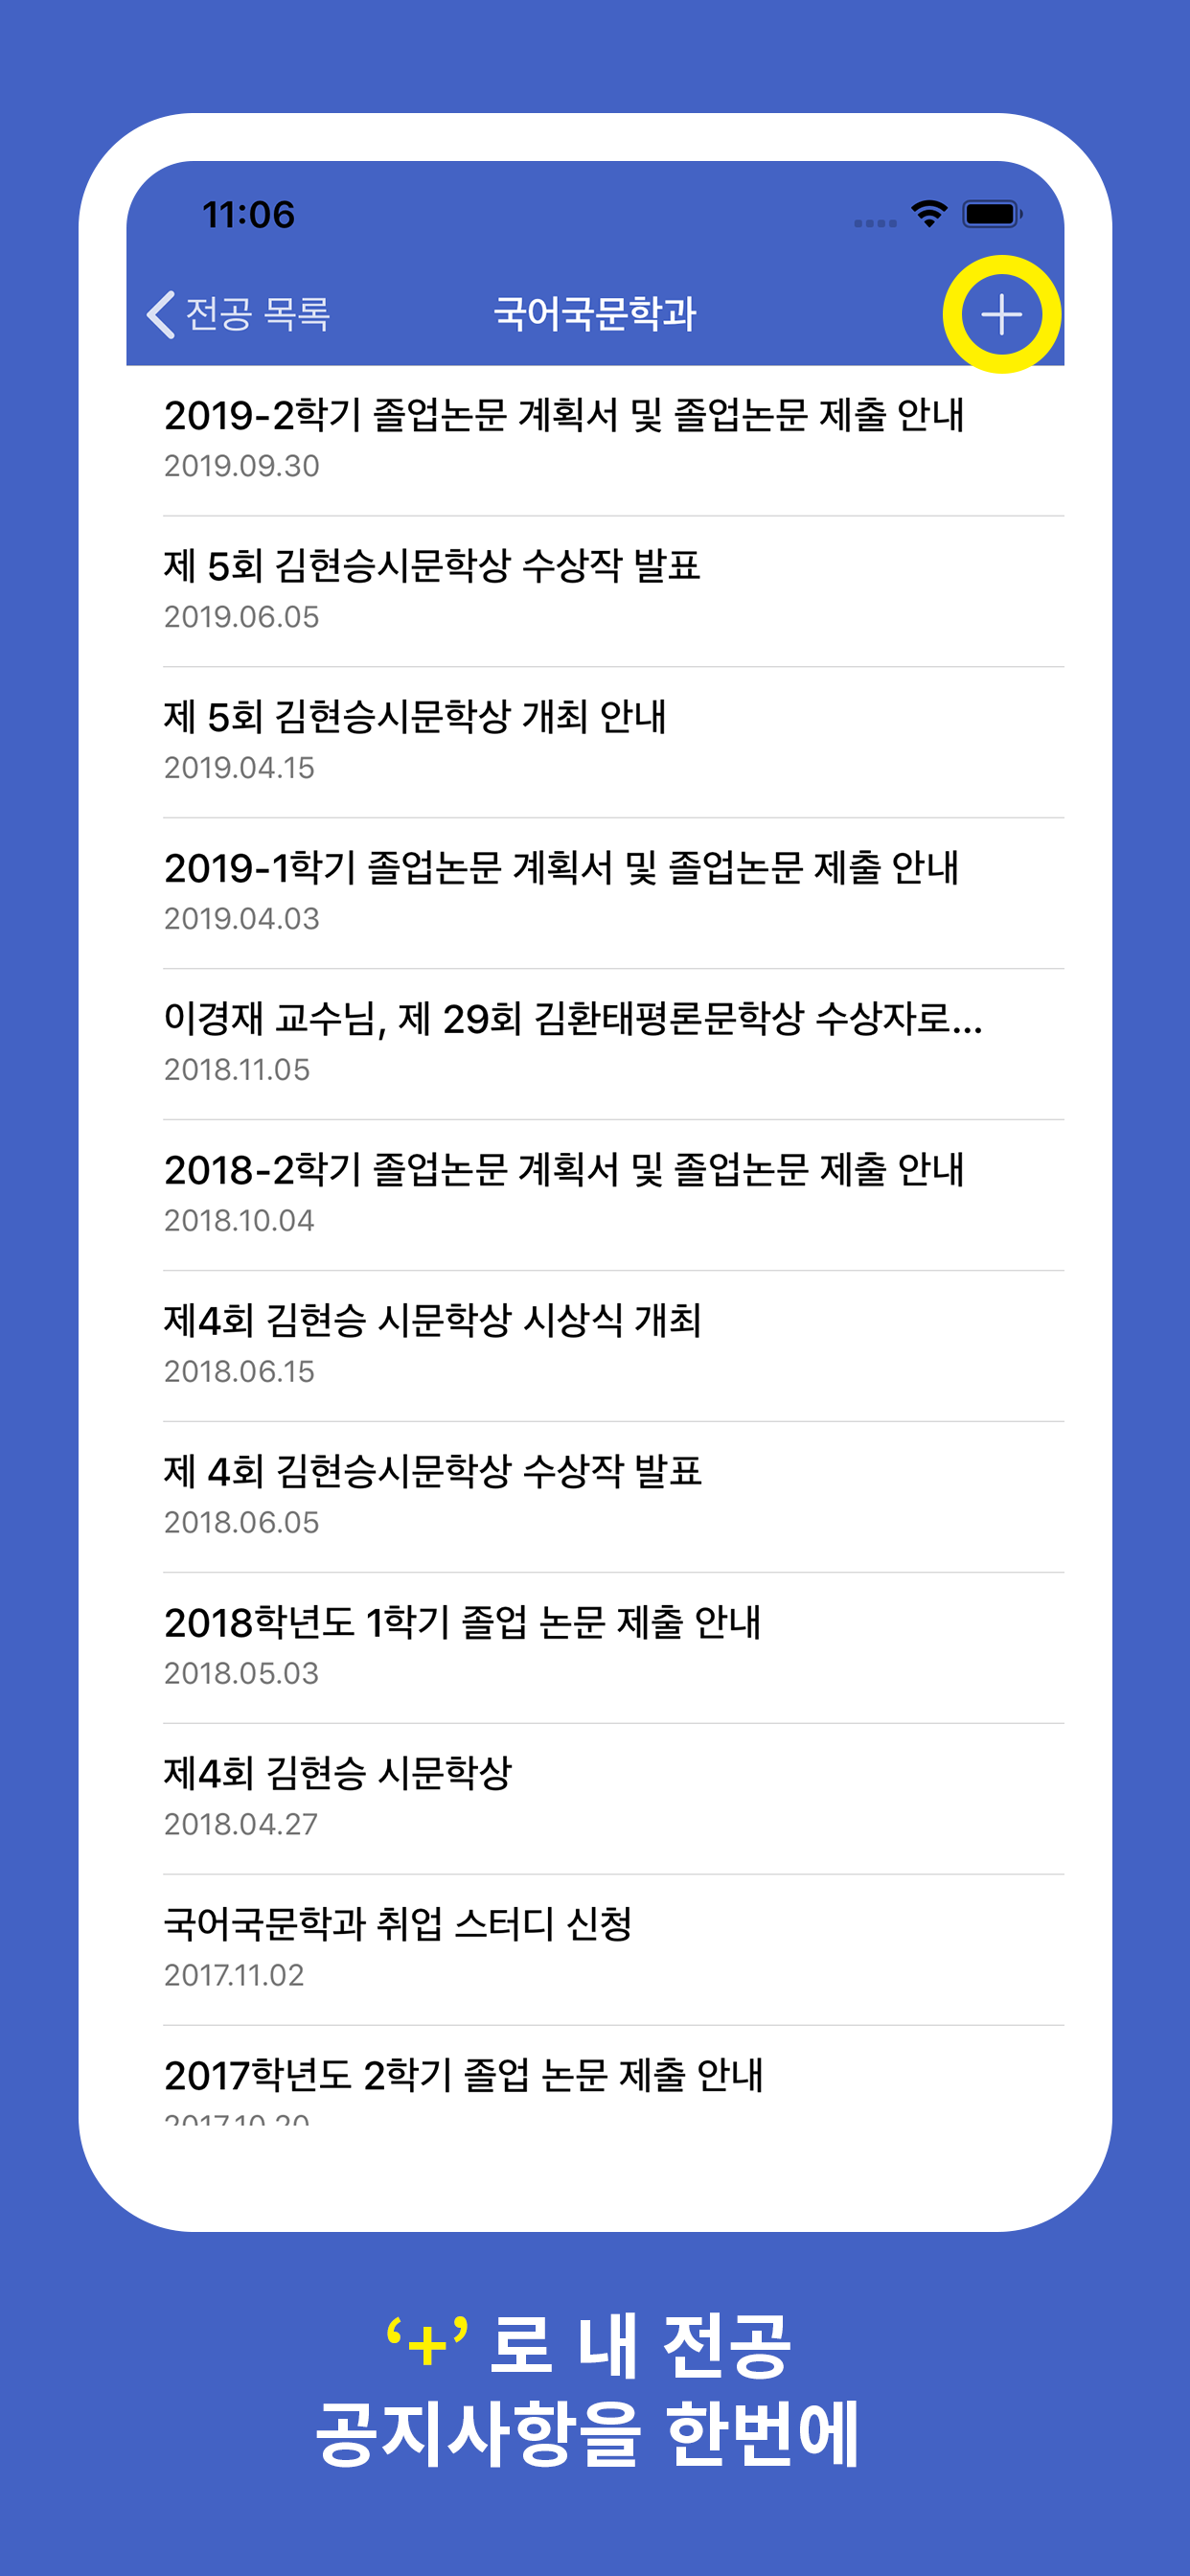 11:06
전공 목록
국어국문학과
2019-2학기 졸업논문 계획서 및 졸업논문 제출 안내
2019.09.30
제 5회 김현승시문학상 수상작 발표
2019.06.05
제 5회 김현승시문학상 개최 안내
2019.04.15
2019-1학기 졸업논문 계획서 및 졸업논문 제출 안내
2019.04.03
이경재 교수님, 제 29회 김환태평론문학상 수상자로...
2018.11.05
2018-2학기 졸업논문 계획서 및 졸업논문 제출 안내
2018.10.04
제4회 김현승 시문학상 시상식 개최
2018.06.15
제 4회 김현승시문학상 수상작 발표
2018.06.05
2018학년도 1학기 졸업 논문 제출 안내
2018.05.03
제4회 김현승 시문학상
2018.04.27
국어국문학과 취업 스터디 신청
2017.11.02
2017학년도 2학기 졸업 논문 제출 안내
2017.10.20
‘+’ 로 내 전공
공지사항을 한번에